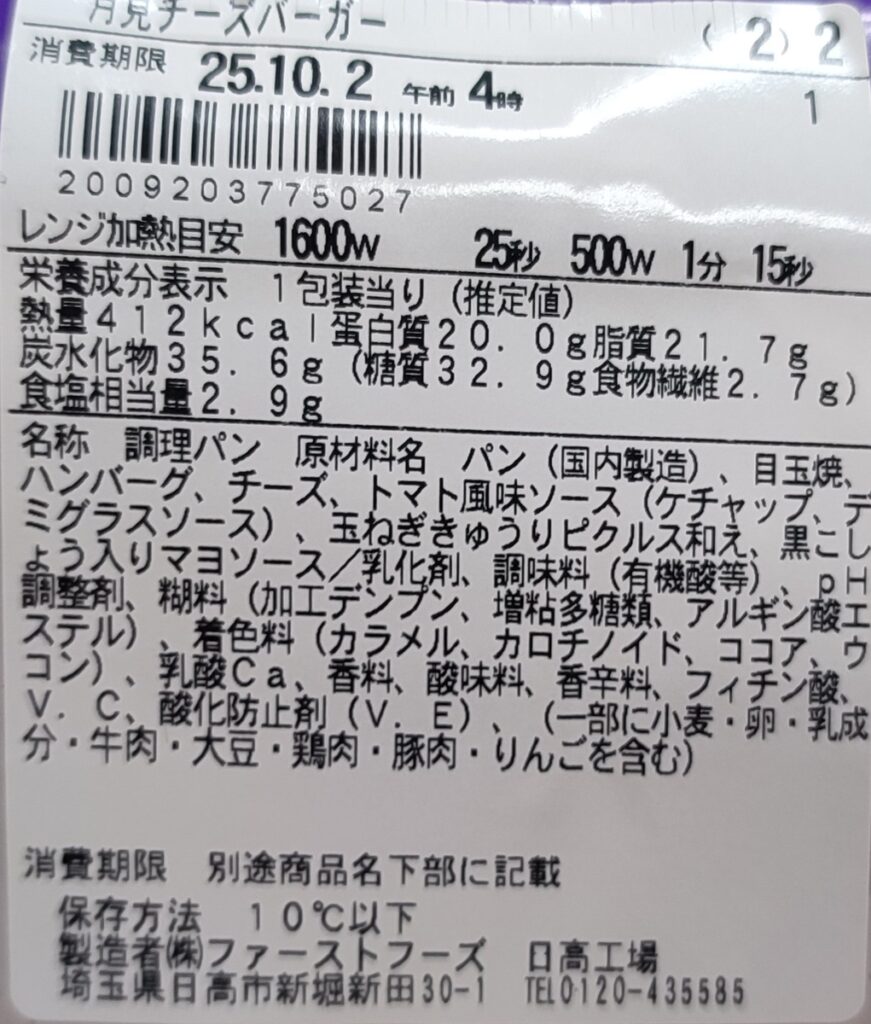 月見チーズバーガー (2)2
消費期限 25.10.2 午前4時 1
2009203775027
レンジ加熱目安 1600W 25秒 500W 1分 15秒
栄養成分表示 1包装当り(推定値)
熱量412kcal蛋白質20.0g脂質21.7g
炭水化物35.6g(糖質32.9g食物繊維2.7g)
食塩相当量2.9g
名称 調理パン 原材料名 パン(国内製造)、目玉焼、
ハンバーグ、チーズ、トマト風味ソース(ケチャップ、デ
ミグラスソース)、玉ねぎきゅうりピクルス和え、黒こし
ょう入りマヨソース/乳化剤、調味料(有機酸等)、pH
調整剤、糊料(加工デンプン、増粘多糖類、アルギン酸エ
ステル)、着色料(カラメル、カロチノイド、ココア、ウ
コン)、乳酸Ca、香料、酸味料、香辛料、フィチン酸、
V.C、酸化防止剤(V.E)、(一部に小麦・卵・乳成
分・牛肉・大豆・鶏肉・豚肉・りんごを含む)
消費期限 別途商品名下部に記載
保存方法 10℃以下
製造者㈱ファーストフーズ 日高工場
埼玉県日高市新堀新田30-1 TEL0120-435585